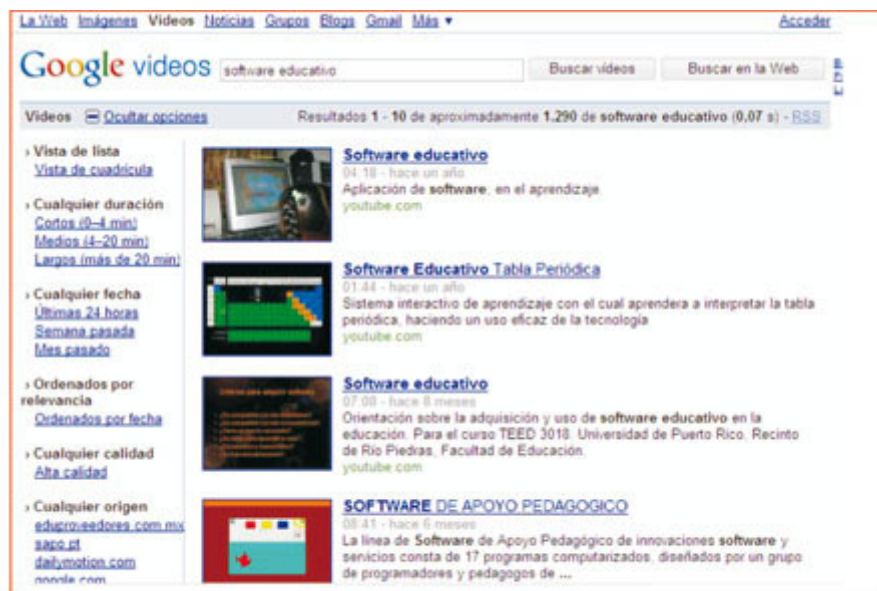 La Web Imágenes Videos Noticias Grupos Blogs Gmail Más ▼ Acceder
Google videos software educativo Buscar vídeos Buscar en la Web
Videos Ocultar opciones Resultados 1 - 10 de aproximadamente 1.290 de software educativo (0,07 s) - RSS
› Vista de lista
Vista de cuadrícula
› Cualquier duración
Cortos (0–4 min)
Medios (4–20 min)
Largos (más de 20 min)
› Cualquier fecha
Últimas 24 horas
Semana pasada
Mes pasado
› Ordenados por
relevancia
Ordenados por fecha
› Cualquier calidad
Alta calidad
› Cualquier origen
eduproveedores.com.mx
sapo.pt
dailymotion.com
google.com
Software educativo
04:18 - hace un año
Aplicación de software, en el aprendizaje
youtube.com
Software Educativo Tabla Periódica
01:44 - hace un año
Sistema interactivo de aprendizaje con el cual aprendera a interpretar la tabla
periódica, haciendo un uso eficaz de la tecnología
youtube.com
Software educativo
07:08 - hace 8 meses
Orientación sobre la adquisición y uso de software educativo en la
educación. Para el curso TEED 3018. Universidad de Puerto Rico, Recinto
de Río Piedras, Facultad de Educación.
youtube.com
SOFTWARE DE APOYO PEDAGOGICO
08:41 - hace 6 meses
La línea de Software de Apoyo Pedagógico de innovaciones software y
servicios consta de 17 programas computarizados, diseñados por un grupo
de programadores y pedagogos de ...